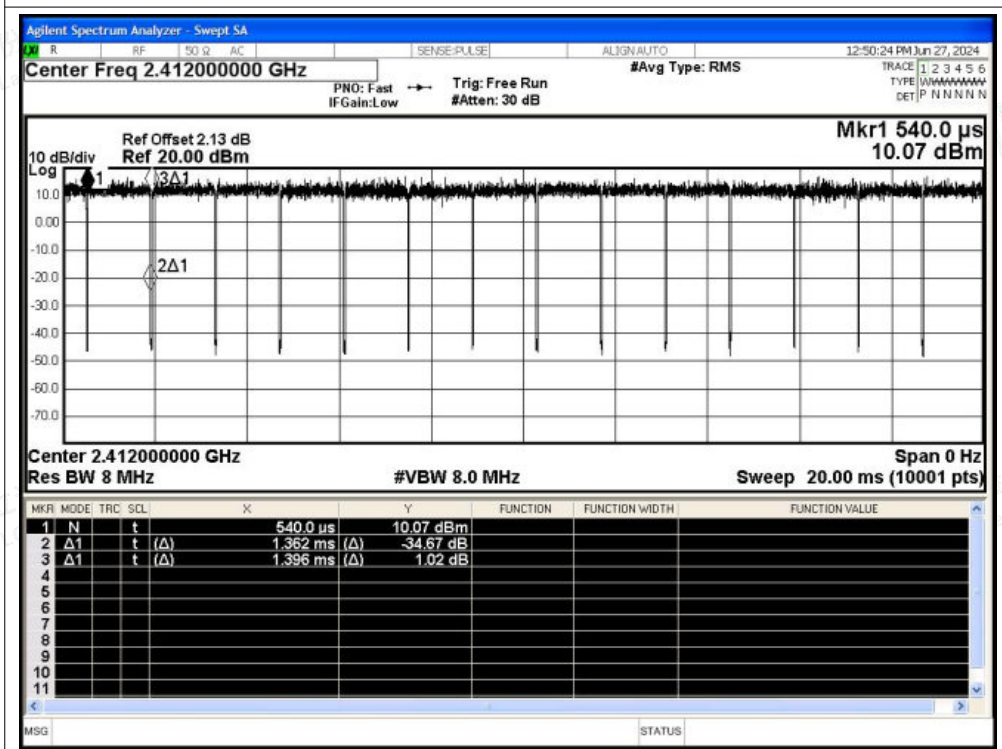 Agilent Spectrum Analyzer - Swept SA
LXI R RF 50 Ω AC SENSE:PULSE ALIGN AUTO 12:50:24 PM Jun 27, 2024
Center Freq 2.412000000 GHz #Avg Type: RMS TRACE 1 2 3 4 5 6
PNO: Fast Trig: Free Run TYPE WWWWWW
IFGain:Low #Atten: 30 dB DET P N N N N N
Mkr1 540.0 µs
10.07 dBm
Ref Offset 2.13 dB
10 dB/div Ref 20.00 dBm
Log
1 3Δ1
10.0
0.00
-10.0
2Δ1
-20.0
-30.0
-40.0
-50.0
-60.0
-70.0
Center 2.412000000 GHz Span 0 Hz
Res BW 8 MHz #VBW 8.0 MHz Sweep 20.00 ms (10001 pts)
MKR MODE TRC SCL X Y FUNCTION FUNCTION WIDTH FUNCTION VALUE
1 N t 540.0 µs 10.07 dBm
2 Δ1 t (Δ) 1.362 ms (Δ) -34.67 dB
3 Δ1 t (Δ) 1.396 ms (Δ) 1.02 dB
4
5
6
7
8
9
10
11
MSG STATUS